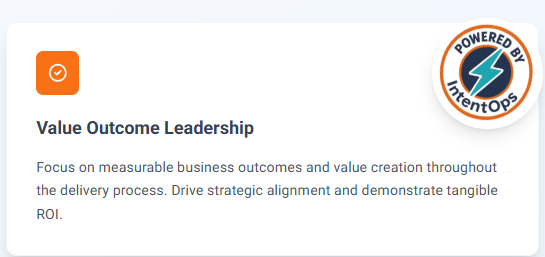 POWERED BY
IntentOps
Value Outcome Leadership
Focus on measurable business outcomes and value creation throughout
the delivery process. Drive strategic alignment and demonstrate tangible
ROI.